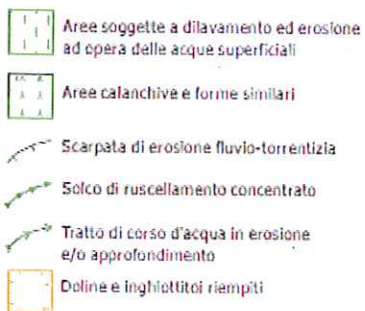 Aree soggette a dilavamento ed erosione
ad opera delle acque superficiali
Aree calanchive e forme similari
Scarpata di erosione fluvio-torrentizia
Solco di ruscellamento concentrato
Tratto di corso d'acqua in erosione
e/o approfondimento
Doline e inghiottitoi riempiti